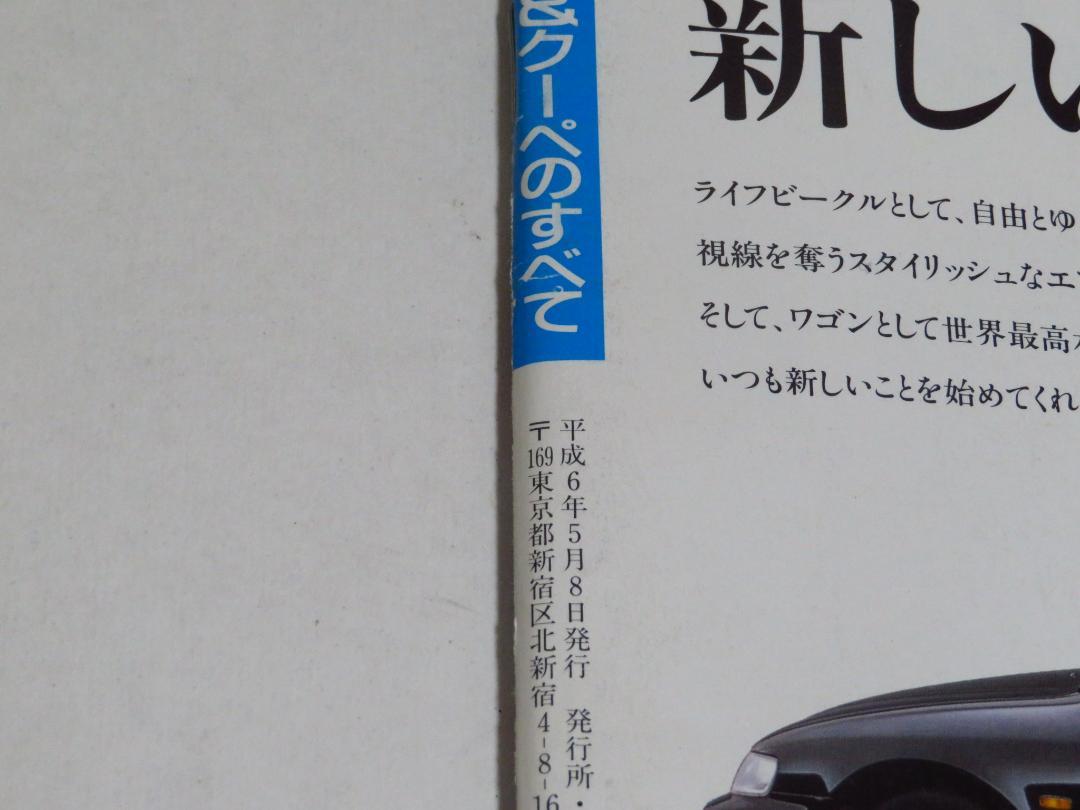 &クーペのすべて
平成6年5月8日発行 発行所・
〒169東京都新宿区北新宿4-8-16
新しい
ライフビークルとして、自由とゆ
視線を奪うスタイリッシュなエ
そして、ワゴンとして世界最高
いつも新しいことを始めてくれ